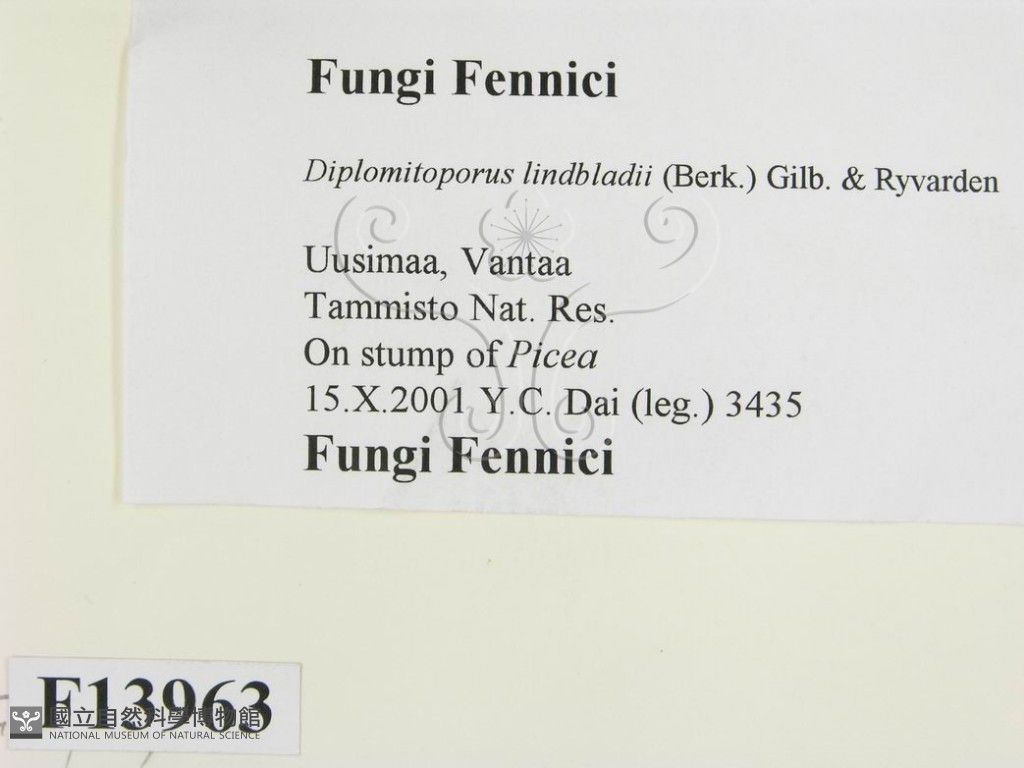 Fungi Fennici
Diplomitoporus lindbladii (Berk.) Gilb. & Ryvarden
Uusimaa, Vantaa
Tammisto Nat. Res.
On stump of Picea
15.X.2001 Y.C. Dai (leg.) 3435
Fungi Fennici
F13963
國立自然科學博物館
NATIONAL MUSEUM OF NATURAL SCIENCE